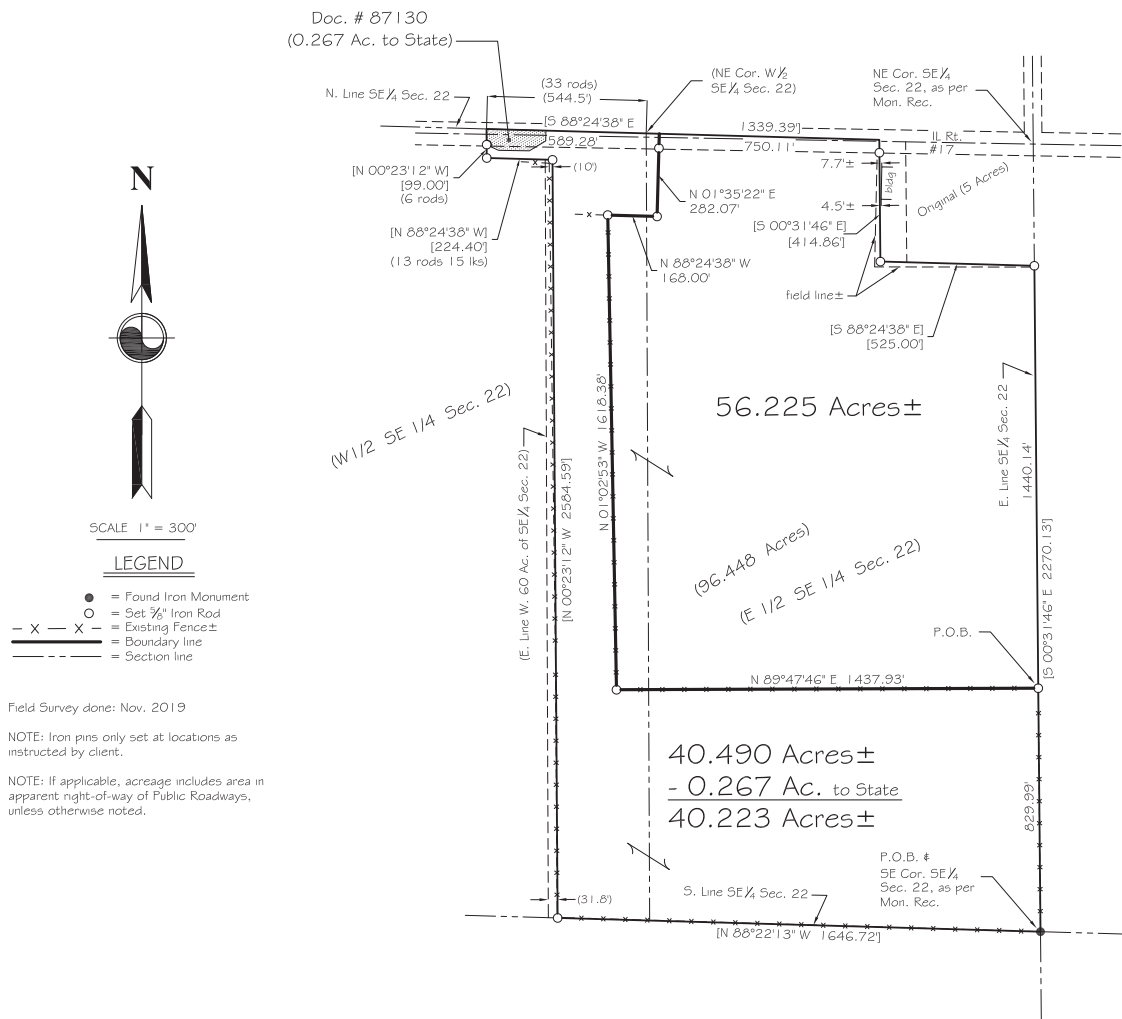 Doc. # 87130
(0.267 Ac. to State)
N. Line SE¼ Sec. 22
(33 rods)
(544.5')
(NE Cor. W½
SE¼ Sec. 22)
NE Cor. SE¼
Sec. 22, as per
Mon. Rec.
[S 88°24'38" E
1339.39']
589.28'
750.11'
IL Rt.
#17
[N 00°23'12" W]
[99.00']
(6 rods)
(10')
7.7'±
bldg
4.5'±
Original (5 Acres)
[N 88°24'38" W]
[224.40']
(13 rods 15 lks)
N 01°35'22" E
282.07'
[S 00°31'46" E]
[414.86']
N 88°24'38" W
168.00'
field line±
[S 88°24'38" E]
[525.00']
N
SCALE 1" = 300'
LEGEND
= Found Iron Monument
= Set ⅝" Iron Rod
– x — x – = Existing Fence±
= Boundary line
= Section line
Field Survey done: Nov. 2019
NOTE: Iron pins only set at locations as
instructed by client.
NOTE: If applicable, acreage includes area in
apparent right-of-way of Public Roadways,
unless otherwise noted.
(W1/2 SE 1/4 Sec. 22)
(E. Line W. 60 Ac. of SE¼ Sec. 22)
[N 00°23'12" W 2584.59']
N 01°02'53" W 1618.38'
56.225 Acres±
E. Line SE¼ Sec. 22
1440.14'
(96.448 Acres)
(E 1/2 SE 1/4 Sec. 22)
[S 00°31'46" E 2270.13']
P.O.B.
N 89°47'46" E 1437.93'
40.490 Acres±
- 0.267 Ac. to State
40.223 Acres±
829.99'
P.O.B. &
SE Cor. SE¼
Sec. 22, as per
Mon. Rec.
(31.8')
S. Line SE¼ Sec. 22
[N 88°22'13" W 1646.72']